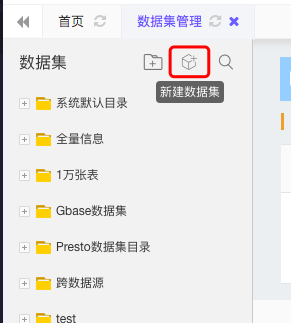 首页 数据集管理
数据集
新建数据集
系统默认目录
全量信息
1万张表
Gbase数据集
Presto数据集目录
跨数据源
test